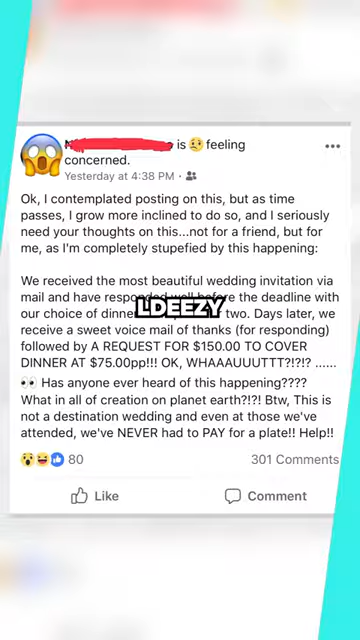 is 🤒 feeling
concerned.
Yesterday at 4:38 PM ·
Ok, I contemplated posting on this, but as time
passes, I grow more inclined to do so, and I seriously
need your thoughts on this...not for a friend, but for
me, as I'm completely stupefied by this happening:
We received the most beautiful wedding invitation via
mail and have the deadline with
our choice of two. Days later, we
LDEEZY
receive a sweet voice mail of thanks (for responding)
followed by A REQUEST FOR $150.00 TO COVER
DINNER AT $75.00pp!!! OK, WHAAAUUUTTT?!?!? ......
👀 Has anyone ever heard of this happening????
What in all of creation on planet earth?!?! Btw, This is
not a destination wedding and even at those we've
attended, we've NEVER had to PAY for a plate!! Help!!
80
301 Comments
Like
Comment